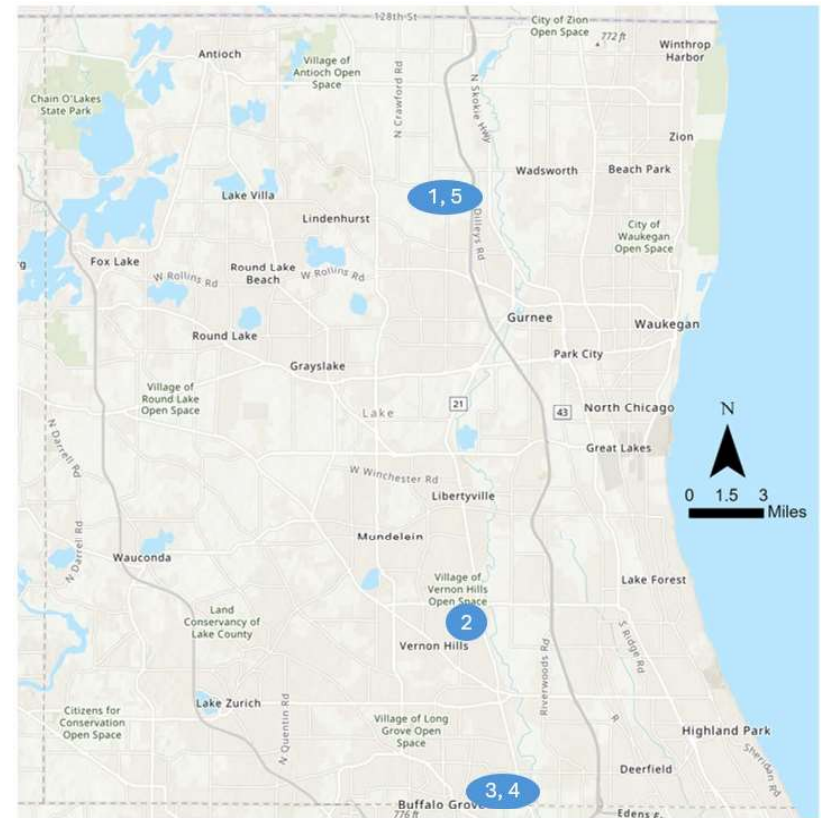 128th St
City of Zion
Open Space
772 ft
Winthrop
Harbor
Antioch
Village of
Antioch Open
Space
N Crawford Rd
N Skokie Hwy
Chain O'Lakes
State Park
Zion
Wadsworth
Beach Park
Lake Villa
1, 5
Lindenhurst
Dilleys Rd
City of
Waukegan
Open Space
Fox Lake
W Rollins Rd
Round Lake
Beach
W Rollins Rd
Gurnee
Waukegan
Round Lake
Park City
Grayslake
Village of
Round Lake
Open Space
Lake
21
43
North Chicago
N
Great Lakes
N Darrell Rd
W Winchester Rd
0 1.5 3
Miles
Libertyville
N Darrell Rd
Mundelein
Wauconda
Village of
Vernon Hills
Open Space
Lake Forest
Land
Conservancy of
Lake County
2
Vernon Hills
S Ridge Rd
Riverwoods Rd
Lake Zurich
N Quentin Rd
Citizens for
Conservation
Open Space
Village of Long
Grove Open
Space
R
Highland Park
Sheridan Rd
Deerfield
3, 4
Buffalo Grove
776 ft
Edens